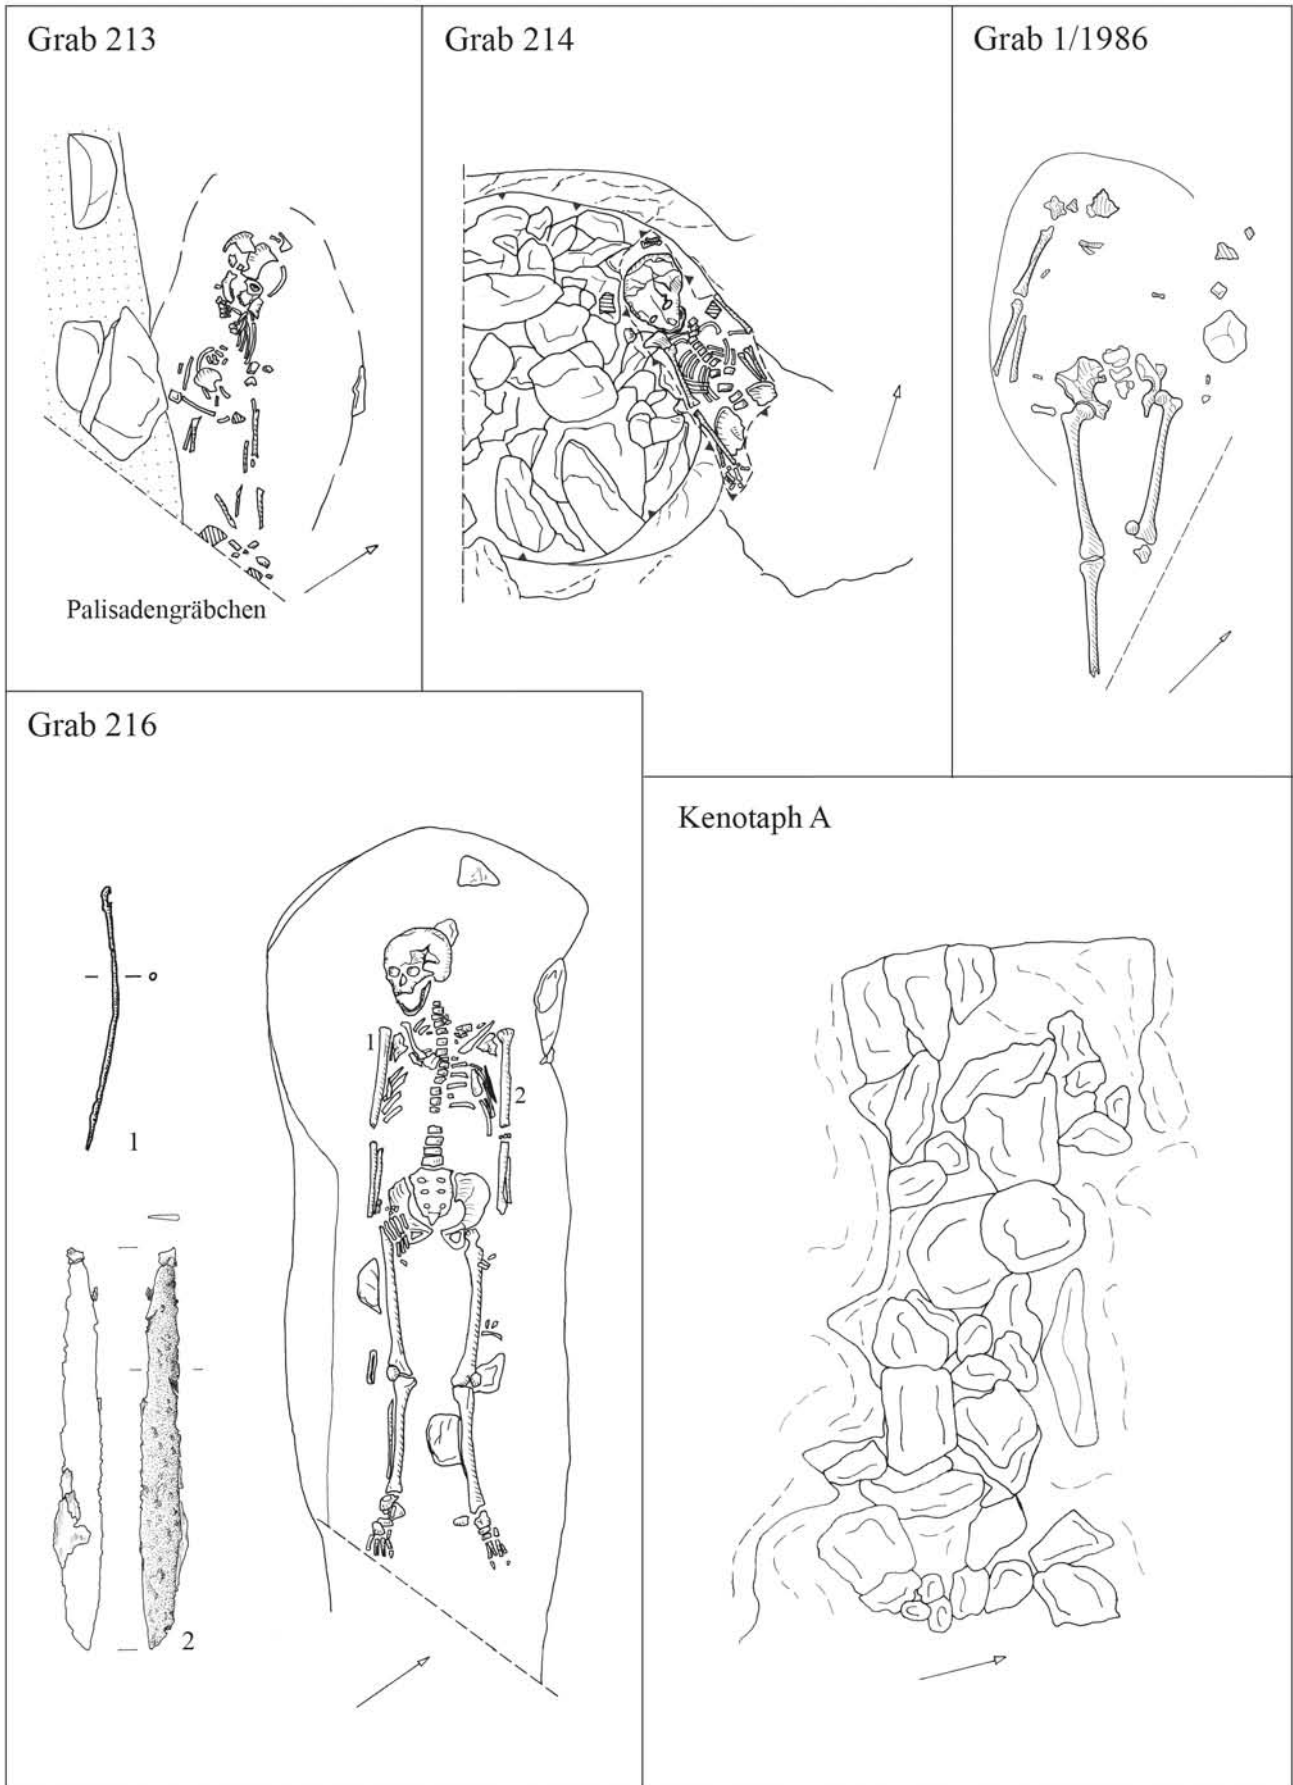 Grab 213
Palisadengräbchen
Grab 214
Grab 1/1986
Grab 216
1
2
1
2
Kenotaph A